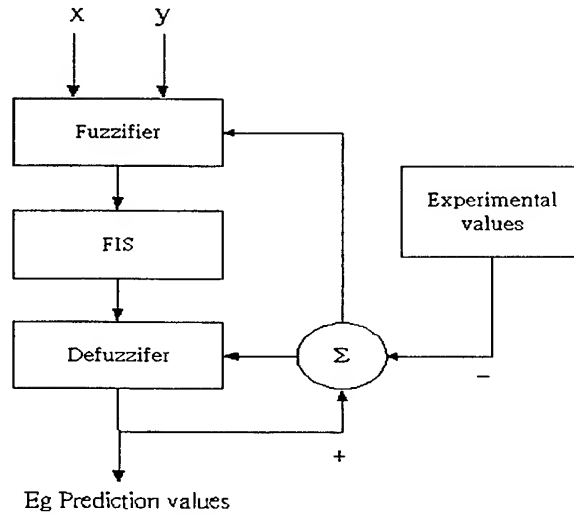 x y
Fuzzifier
Experimental
values
FIS
Defuzzifer
Σ
−
+
Eg Prediction values